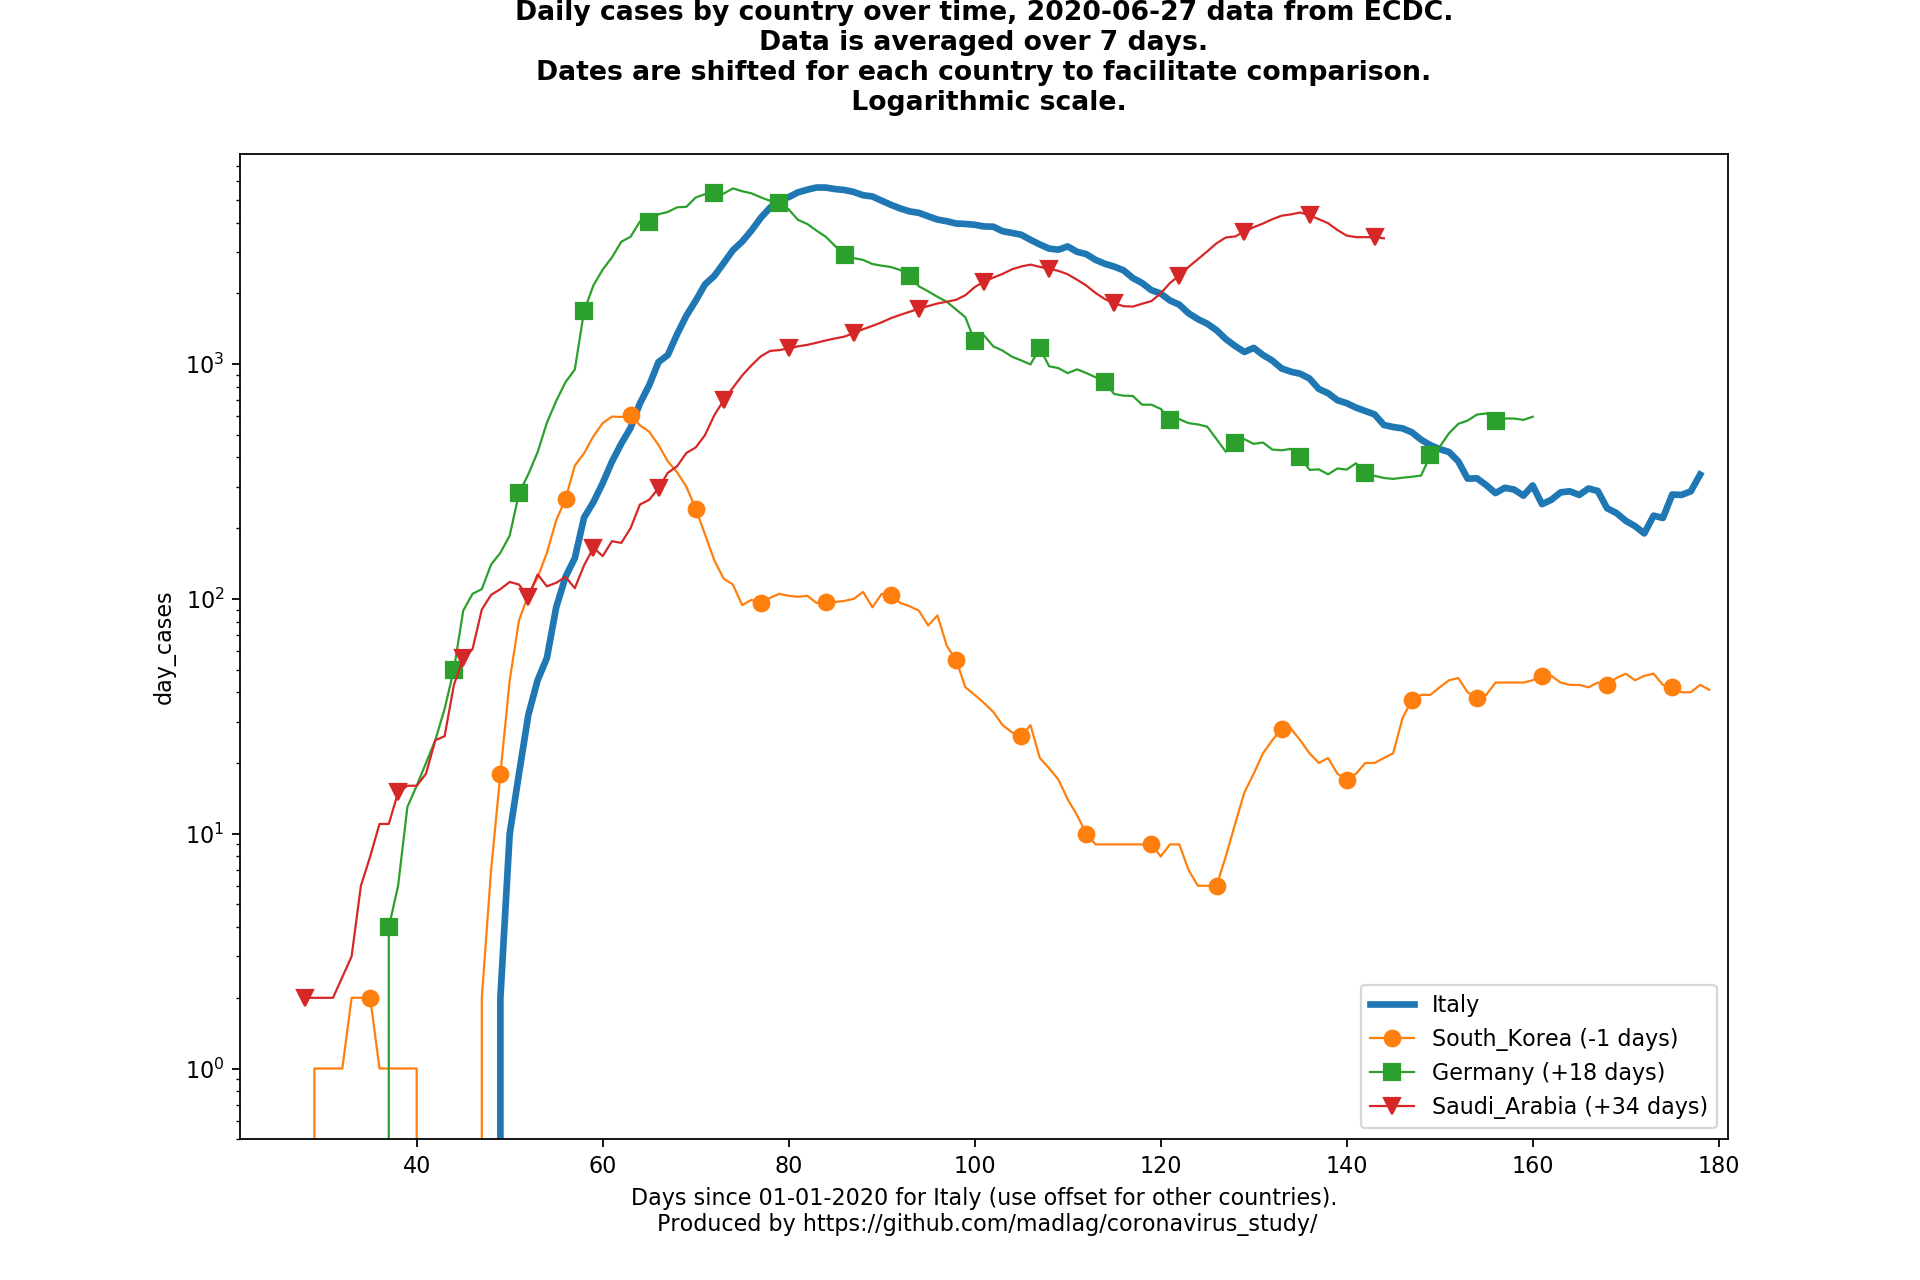 Daily cases by country over time, 2020-06-27 data from ECDC.
Data is averaged over 7 days.
Dates are shifted for each country to facilitate comparison.
Logarithmic scale.
day_cases
10³
10²
10¹
10⁰
40 60 80 100 120 140 160 180
Italy
South_Korea (-1 days)
Germany (+18 days)
Saudi_Arabia (+34 days)
Days since 01-01-2020 for Italy (use offset for other countries).
Produced by https://github.com/madlag/coronavirus_study/